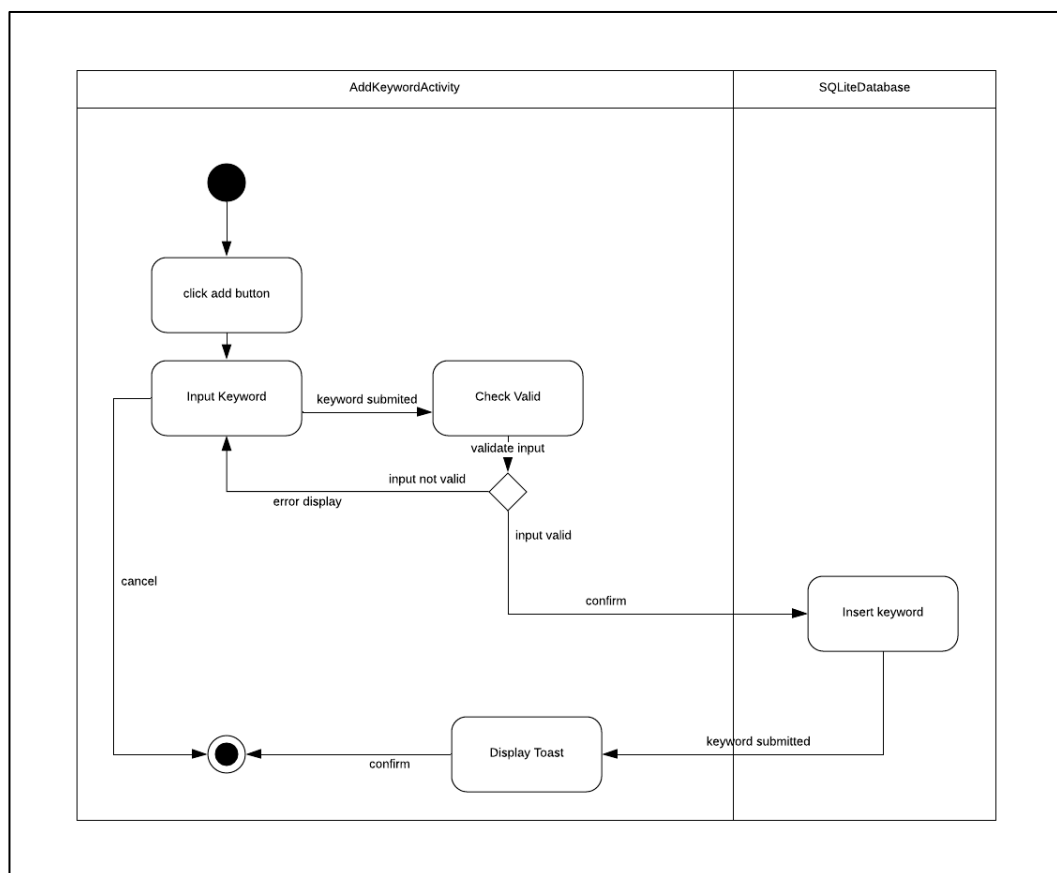 AddKeywordActivity
SQLiteDatabase
click add button
Input Keyword
keyword submited
Check Valid
validate input
input not valid
error display
input valid
cancel
confirm
Insert keyword
keyword submitted
Display Toast
confirm